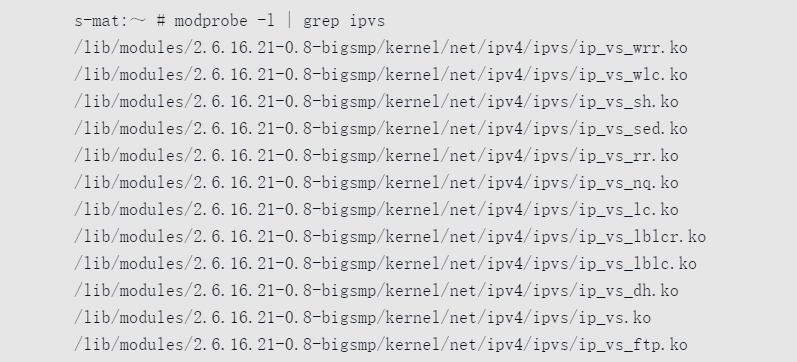 s-mat:～ # modprobe -l | grep ipvs
/lib/modules/2.6.16.21-0.8-bigsmp/kernel/net/ipv4/ipvs/ip_vs_wrr.ko
/lib/modules/2.6.16.21-0.8-bigsmp/kernel/net/ipv4/ipvs/ip_vs_wlc.ko
/lib/modules/2.6.16.21-0.8-bigsmp/kernel/net/ipv4/ipvs/ip_vs_sh.ko
/lib/modules/2.6.16.21-0.8-bigsmp/kernel/net/ipv4/ipvs/ip_vs_sed.ko
/lib/modules/2.6.16.21-0.8-bigsmp/kernel/net/ipv4/ipvs/ip_vs_rr.ko
/lib/modules/2.6.16.21-0.8-bigsmp/kernel/net/ipv4/ipvs/ip_vs_nq.ko
/lib/modules/2.6.16.21-0.8-bigsmp/kernel/net/ipv4/ipvs/ip_vs_lc.ko
/lib/modules/2.6.16.21-0.8-bigsmp/kernel/net/ipv4/ipvs/ip_vs_lblcr.ko
/lib/modules/2.6.16.21-0.8-bigsmp/kernel/net/ipv4/ipvs/ip_vs_lblc.ko
/lib/modules/2.6.16.21-0.8-bigsmp/kernel/net/ipv4/ipvs/ip_vs_dh.ko
/lib/modules/2.6.16.21-0.8-bigsmp/kernel/net/ipv4/ipvs/ip_vs.ko
/lib/modules/2.6.16.21-0.8-bigsmp/kernel/net/ipv4/ipvs/ip_vs_ftp.ko